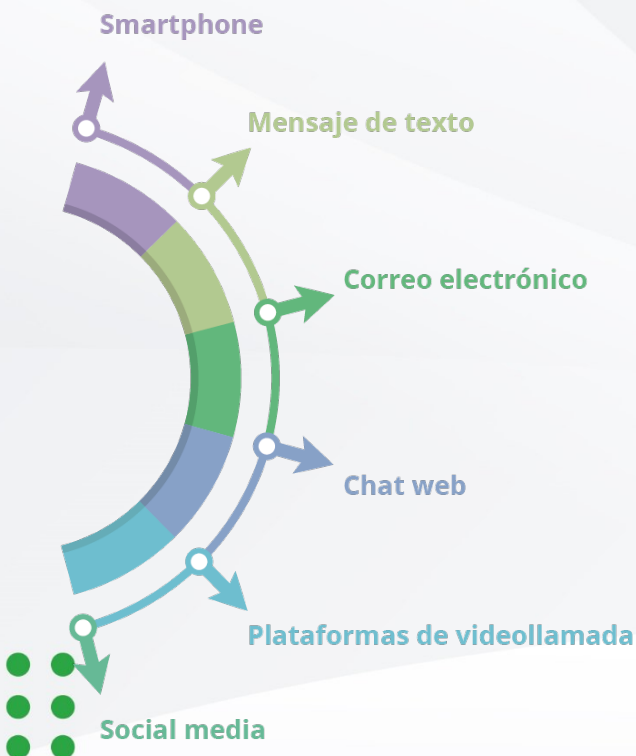 Smartphone
Mensaje de texto
Correo electrónico
Chat web
Plataformas de videollamada
Social media